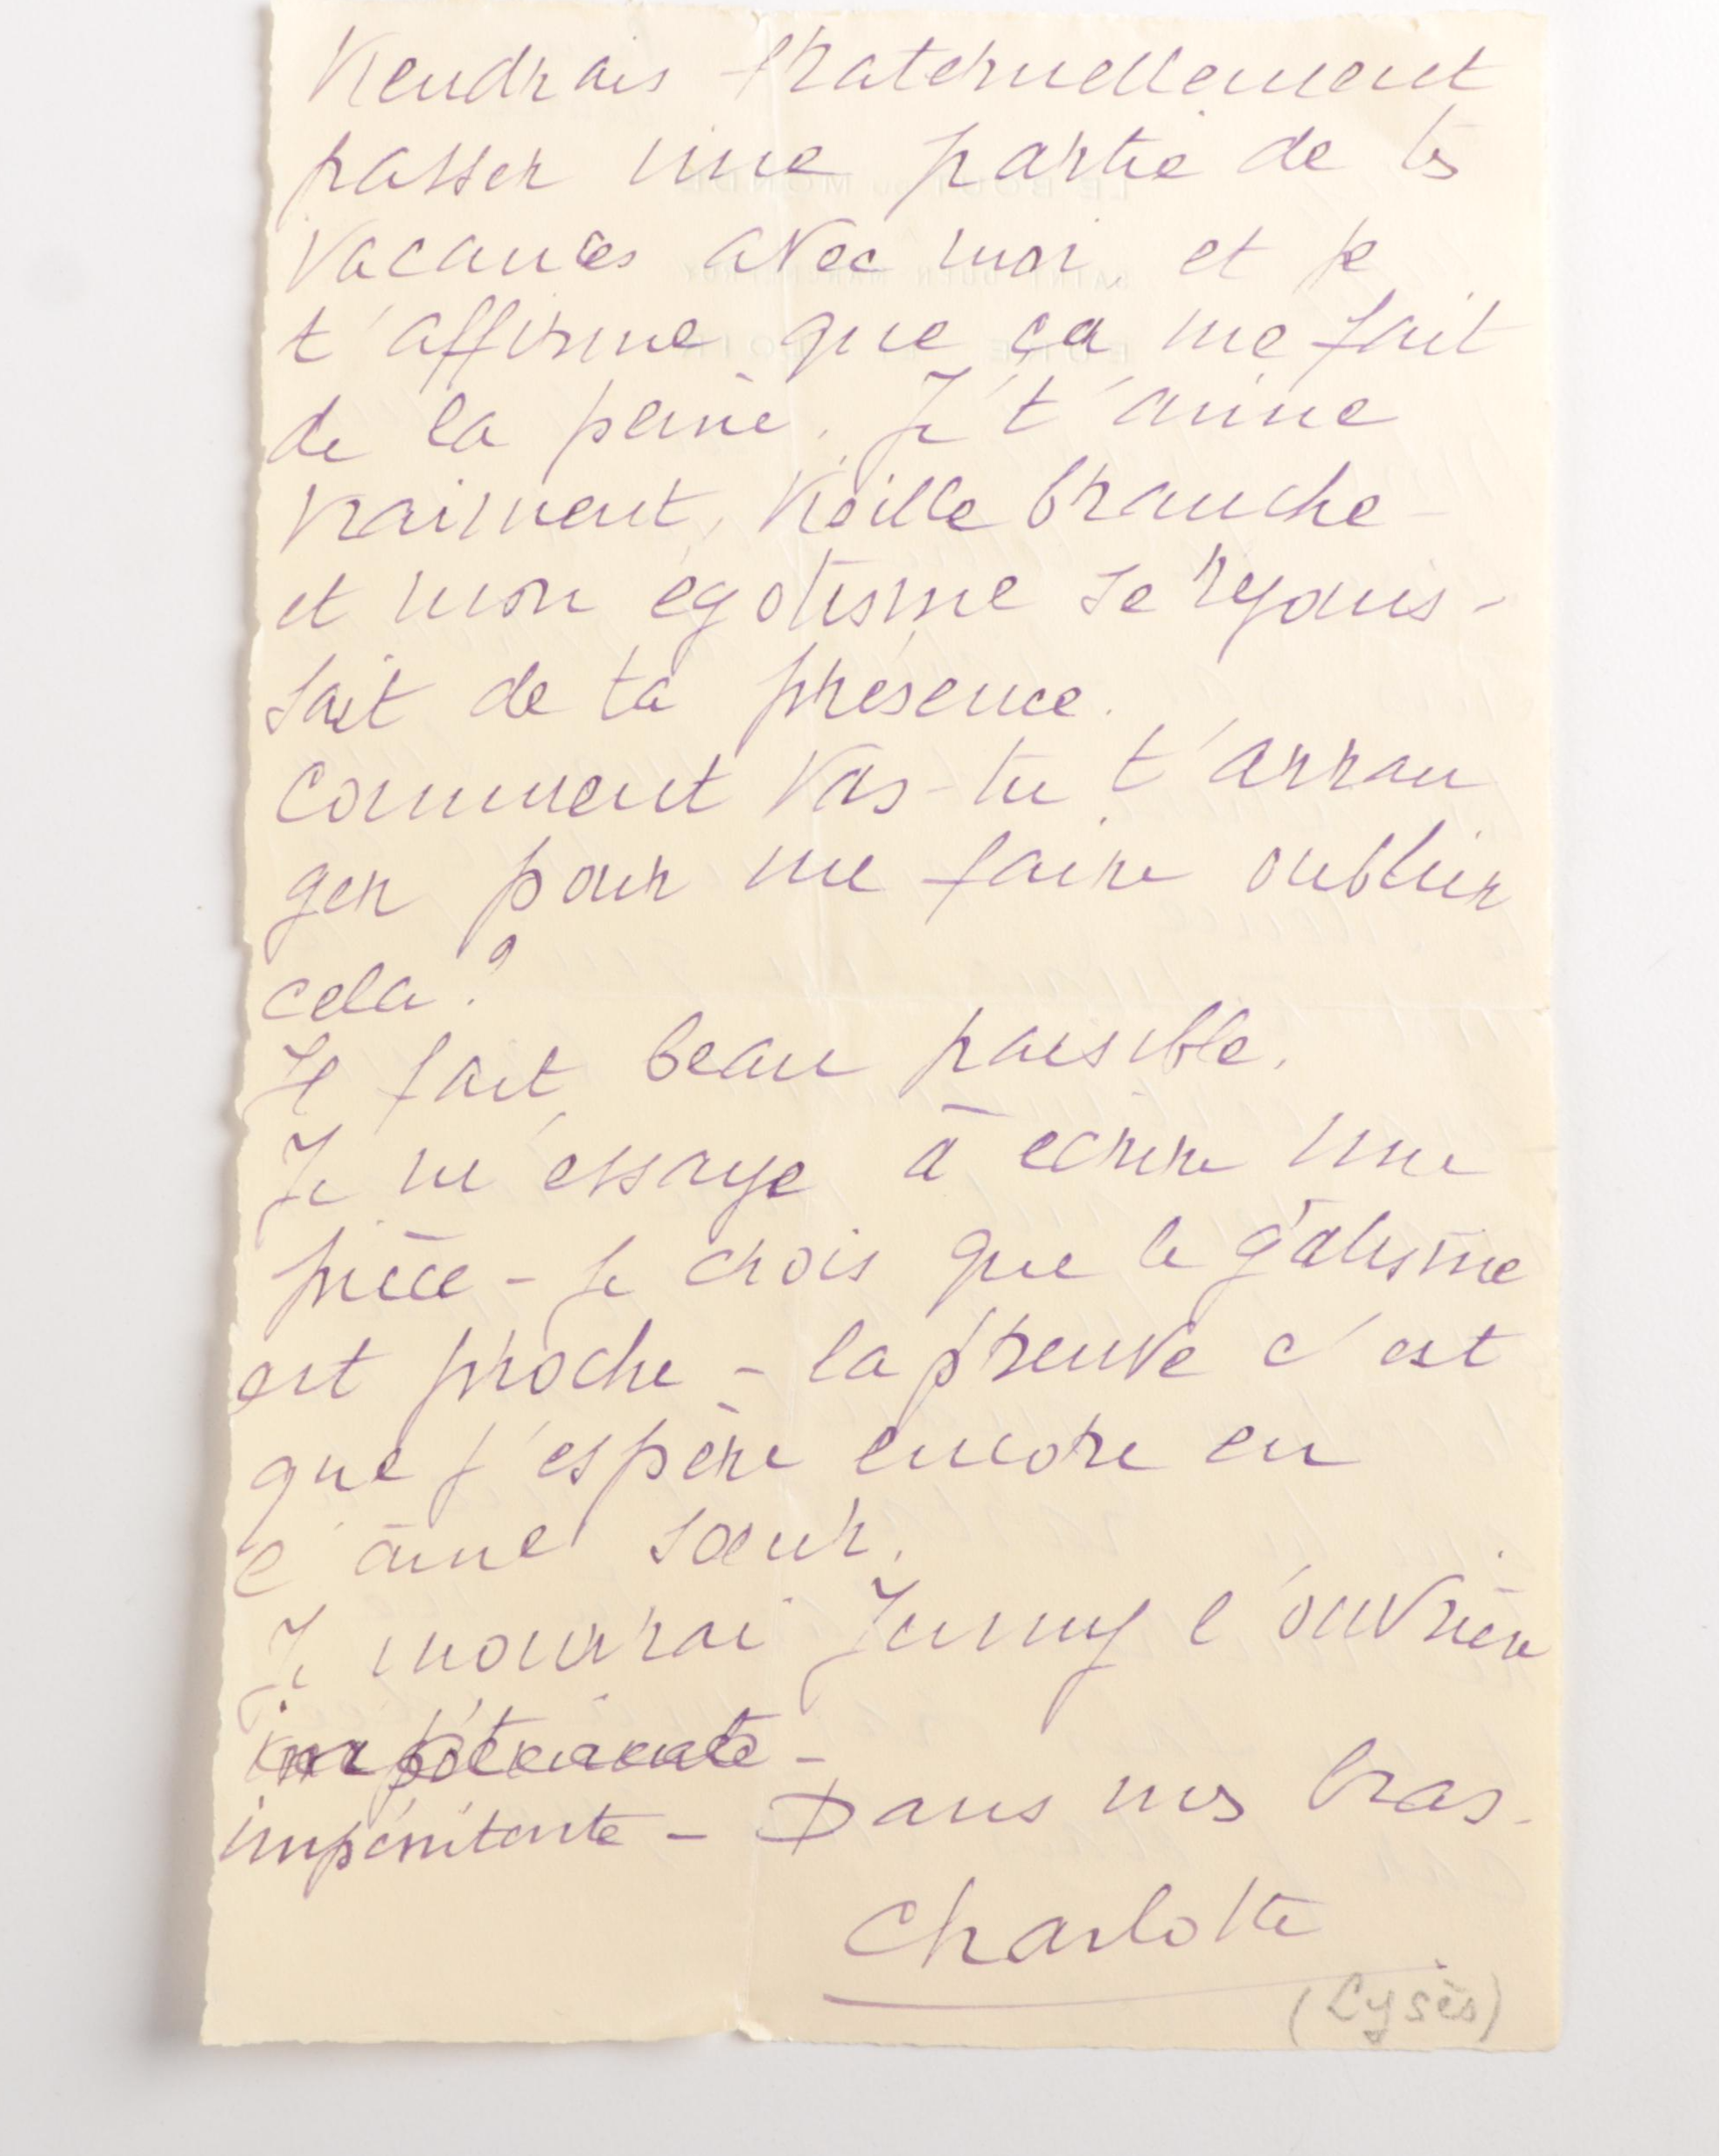 viendrais fraternellement
passer une partie de tes
vacances avec moi, et je
t'affirme que ça me fait
de la peine. Je t'aime
vraiment, vieille branche -
et mon égotisme se réjouis-
sait de ta présence.
Comment vas-tu t'arran
ger pour me faire oublier
cela ?
Il fait beau paisible.
Je m'essaye à écrire une
pièce - Je crois que le gâtisme
est proche - la preuve c'est
que j'espère encore en
l'âme soeur.
Je mourrai Jenny l'ouvrière
impénitente - Dans mes bras.
Charlotte
(Lysès)